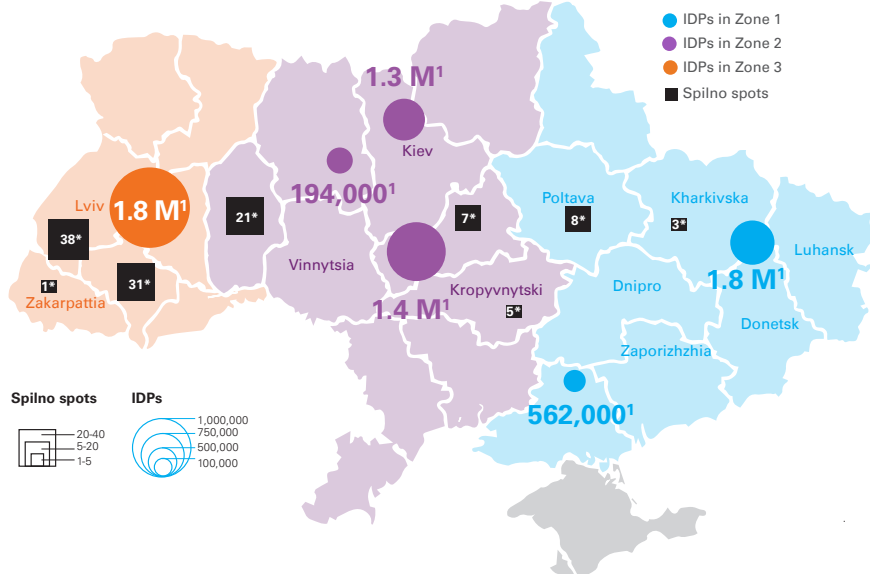 IDPs in Zone 1
IDPs in Zone 2
IDPs in Zone 3
Spilno spots
1.3 M¹
Kiev
194,000¹
Lviv
1.8 M¹
21*
7*
Poltava
8*
Kharkivska
3*
38*
Luhansk
Vinnytsia
1*
31*
Zakarpattia
1.4 M¹
Kropyvnytski
5*
Dnipro
1.8 M¹
Donetsk
Zaporizhzhia
562,000¹
Spilno spots
20-40
5-20
1-5
IDPs
1,000,000
750,000
500,000
100,000